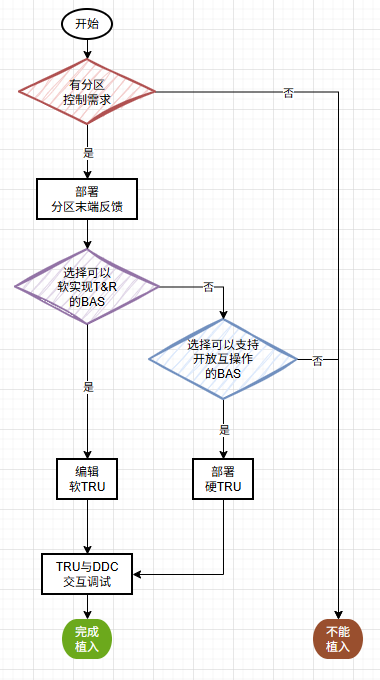 开始
有分区
控制需求
否
是
部署
分区末端反馈
选择可以
软实现T&R
的BAS
否
选择可以支持
开放互操作
的BAS
否
是
是
编辑
软TRU
部署
硬TRU
TRU与DDC
交互调试
完成
植入
不能
植入